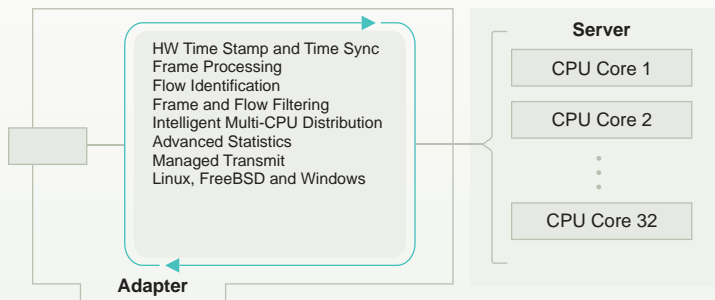 HW Time Stamp and Time Sync
Frame Processing
Flow Identification
Frame and Flow Filtering
Intelligent Multi-CPU Distribution
Advanced Statistics
Managed Transmit
Linux, FreeBSD and Windows
Adapter
Server
CPU Core 1
CPU Core 2
CPU Core 32